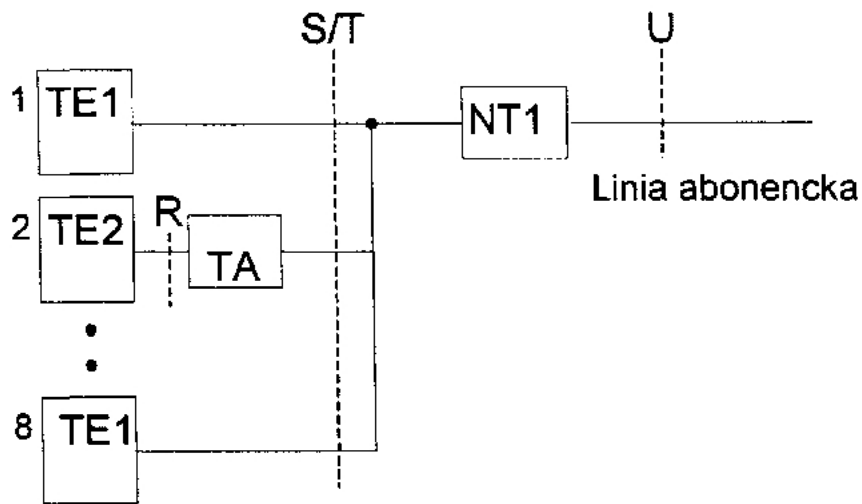 S/T U
1 TE1 NT1
Linia abonencka
2 TE2 R TA
8 TE1